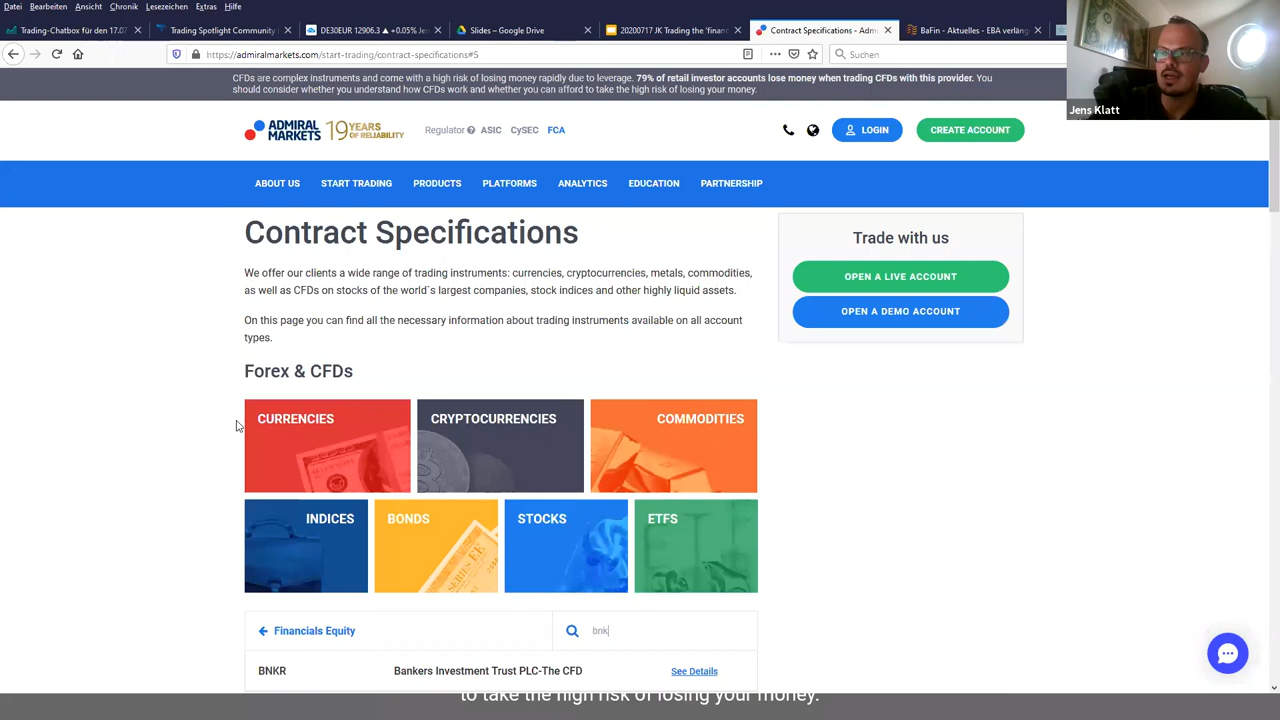 Datei Bearbeiten Ansicht Chronik Lesezeichen Extras Hilfe
Trading-Chatbox für den 17.07
Trading Spotlight Community
DE30EUR 12906.3 ▲ +0.05% Jen
Slides – Google Drive
20200717 JK Trading the 'financ
Contract Specifications - Admi
BaFin - Aktuelles - EBA verläng
https://admiralmarkets.com/start-trading/contract-specifications#5
Suchen
CFDs are complex instruments and come with a high risk of losing money rapidly due to leverage. 79% of retail investor accounts lose money when trading CFDs with this provider. You
should consider whether you understand how CFDs work and whether you can afford to take the high risk of losing your money.
Jens Klatt
ADMIRAL
MARKETS
19 YEARS
OF RELIABILITY
Regulator ? ASIC CySEC FCA
LOGIN
CREATE ACCOUNT
ABOUT US START TRADING PRODUCTS PLATFORMS ANALYTICS EDUCATION PARTNERSHIP
Contract Specifications
We offer our clients a wide range of trading instruments: currencies, cryptocurrencies, metals, commodities,
as well as CFDs on stocks of the world`s largest companies, stock indices and other highly liquid assets.
On this page you can find all the necessary information about trading instruments available on all account
types.
Trade with us
OPEN A LIVE ACCOUNT
OPEN A DEMO ACCOUNT
Forex & CFDs
CURRENCIES
CRYPTOCURRENCIES
COMMODITIES
INDICES
BONDS
STOCKS
ETFS
Financials Equity
bnk
BNKR Bankers Investment Trust PLC-The CFD See Details
to take the high risk of losing your money.